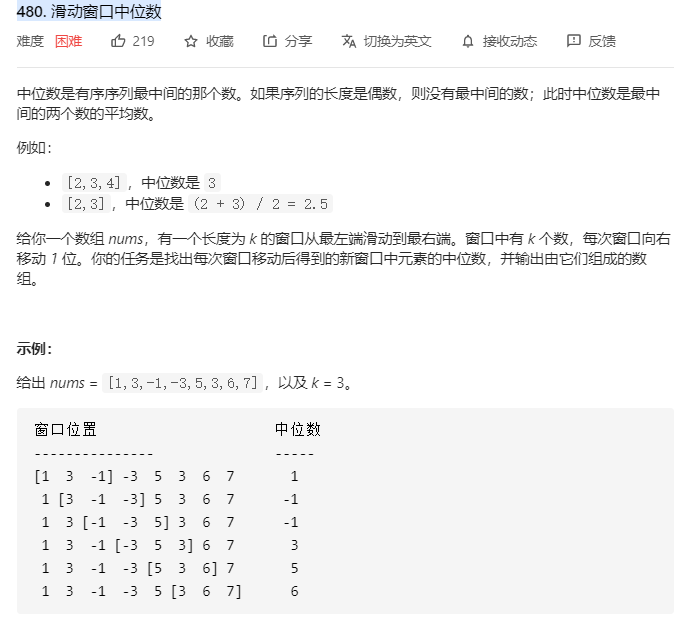 480. 滑动窗口中位数
难度 困难 219 收藏 分享 切换为英文 接收动态 反馈
中位数是有序序列最中间的那个数。如果序列的长度是偶数，则没有最中间的数；此时中位数是最中
间的两个数的平均数。
例如：
• [2,3,4]，中位数是 3
• [2,3]，中位数是 (2 + 3) / 2 = 2.5
给你一个数组 nums，有一个长度为 k 的窗口从最左端滑动到最右端。窗口中有 k 个数，每次窗口向右
移动 1 位。你的任务是找出每次窗口移动后得到的新窗口中元素的中位数，并输出由它们组成的数
组。
示例：
给出 nums = [1,3,-1,-3,5,3,6,7]，以及 k = 3。
窗口位置 中位数
--------------- -----
[1 3 -1] -3 5 3 6 7 1
1 [3 -1 -3] 5 3 6 7 -1
1 3 [-1 -3 5] 3 6 7 -1
1 3 -1 [-3 5 3] 6 7 3
1 3 -1 -3 [5 3 6] 7 5
1 3 -1 -3 5 [3 6 7] 6